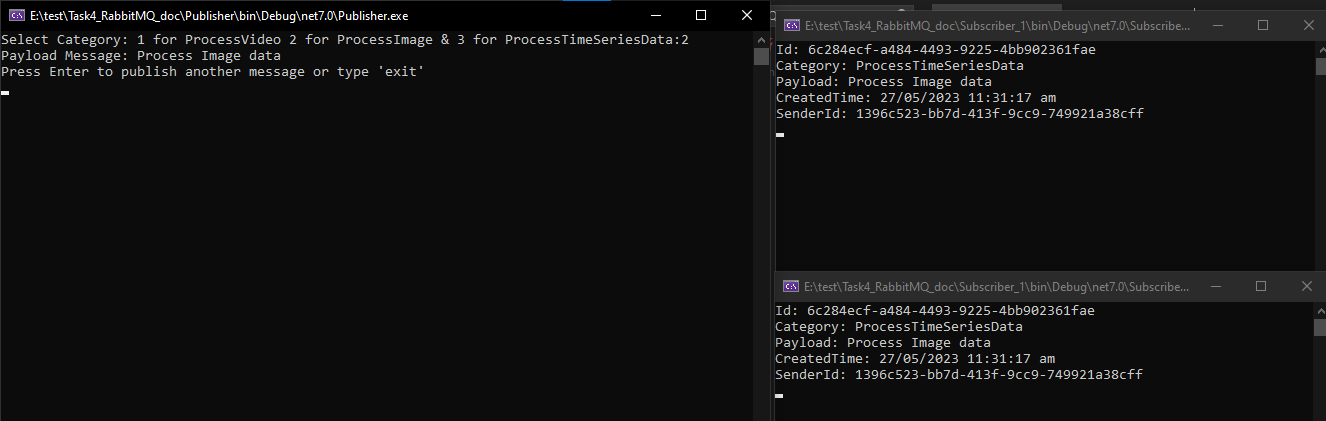 E:\test\Task4_RabbitMQ_doc\Publisher\bin\Debug\net7.0\Publisher.exe
Select Category: 1 for ProcessVideo 2 for ProcessImage & 3 for ProcessTimeSeriesData:2
Payload Message: Process Image data
Press Enter to publish another message or type 'exit'
E:\test\Task4_RabbitMQ_doc\Subscriber_1\bin\Debug\net7.0\Subscribe...
Id: 6c284ecf-a484-4493-9225-4bb902361fae
Category: ProcessTimeSeriesData
Payload: Process Image data
CreatedTime: 27/05/2023 11:31:17 am
SenderId: 1396c523-bb7d-413f-9cc9-749921a38cff
E:\test\Task4_RabbitMQ_doc\Subscriber_1\bin\Debug\net7.0\Subscribe...
Id: 6c284ecf-a484-4493-9225-4bb902361fae
Category: ProcessTimeSeriesData
Payload: Process Image data
CreatedTime: 27/05/2023 11:31:17 am
SenderId: 1396c523-bb7d-413f-9cc9-749921a38cff